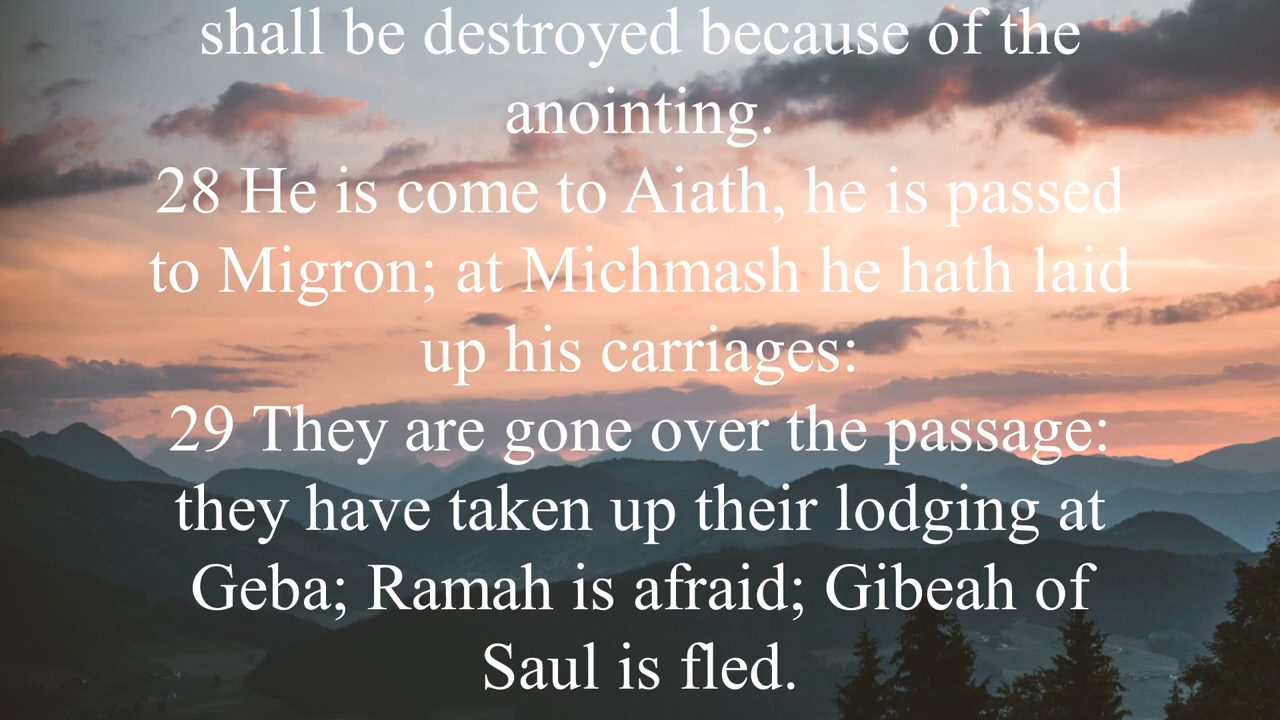 shall be destroyed because of the
anointing.
28 He is come to Aiath, he is passed
to Migron; at Michmash he hath laid
up his carriages:
29 They are gone over the passage:
they have taken up their lodging at
Geba; Ramah is afraid; Gibeah of
Saul is fled.